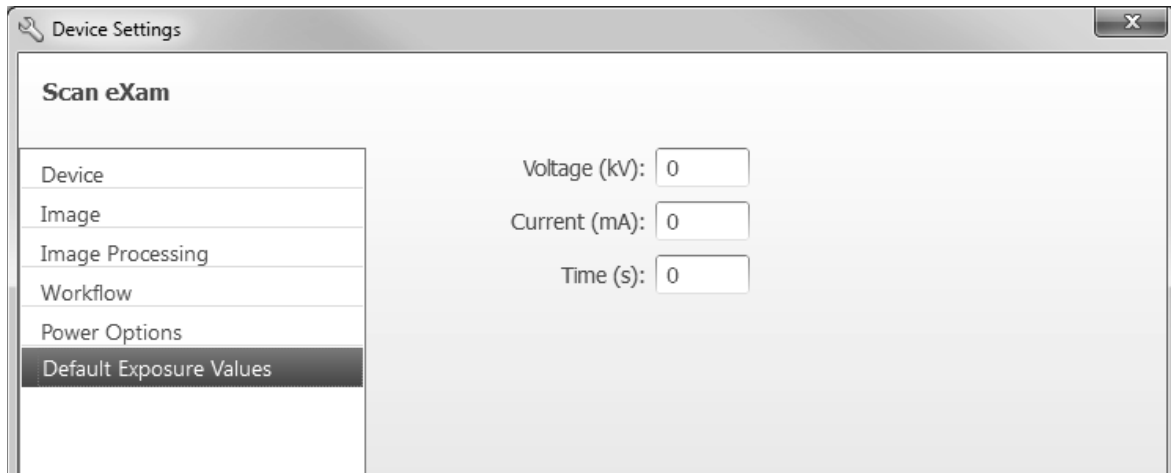 Device Settings
Scan eXam
Device
Image
Image Processing
Workflow
Power Options
Default Exposure Values
Voltage (kV): 0
Current (mA): 0
Time (s): 0